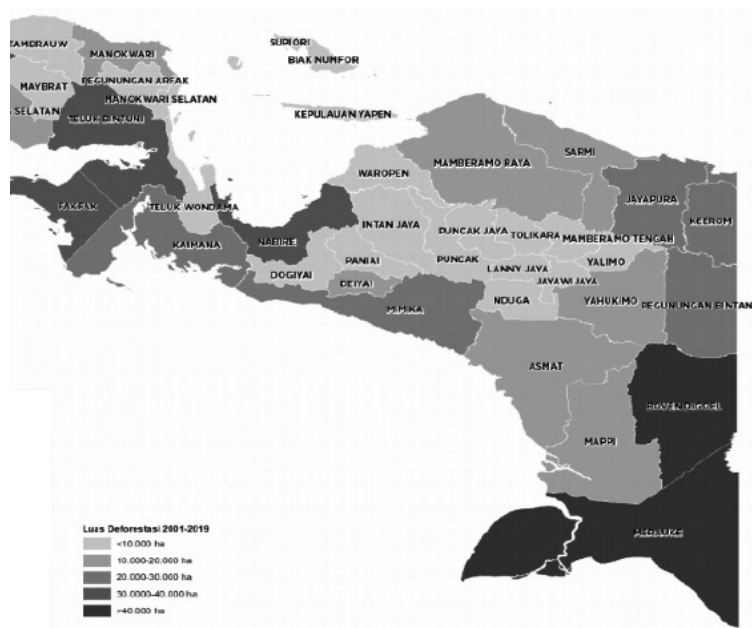 SUPIORI
BIAK NUMFOR
TAMBRAUW
MANOKWARI
PEGUNUNGAN ARFAK
MAYBRAT
MANOKWARI SELATAN
SELATAN
TELUK BINTUNI
KEPULAUAN YAPEN
SARMI
MAMBERAMO RAYA
WAROPEN
JAYAPURA
KEEROM
FAKFAK
TELUK WONDAMA
INTAN JAYA
PUNCAK JAYA
TOLIKARA
MAMBERAMO TENGAH
KAIMANA
NABIRE
PANIAI
PUNCAK
YALIMO
LANNY JAYA
DOGIYAI
DEIYAI
JAYAWIJAYA
NDUGA
YAHUKIMO
PEGUNUNGAN BINTAN
MIMIKA
ASMAT
BOVEN DIGOEL
MAPPI
MERAUKE
Luas Deforestasi 2001-2019
<10.000 ha
10.000-20.000 ha
20.000-30.000 ha
30.0000-40.000 ha
>40.000 ha